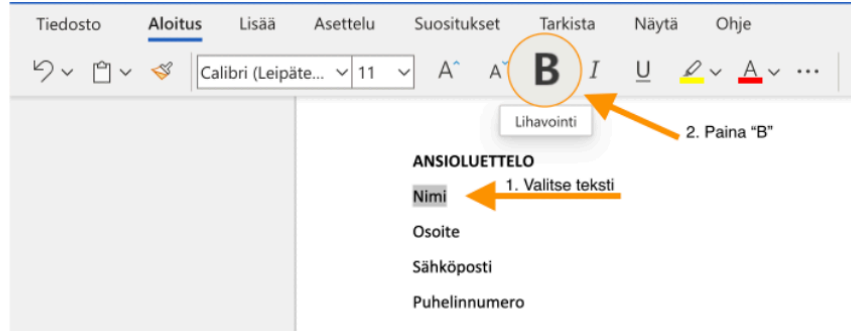 Tiedosto Aloitus Lisää Asettelu Suositukset Tarkista Näytä Ohje
Calibri (Leipäte... 11 A A B I U A ...
Lihavointi
2. Paina “B”
ANSIOLUETTELO
1. Valitse teksti
Nimi
Osoite
Sähköposti
Puhelinnumero